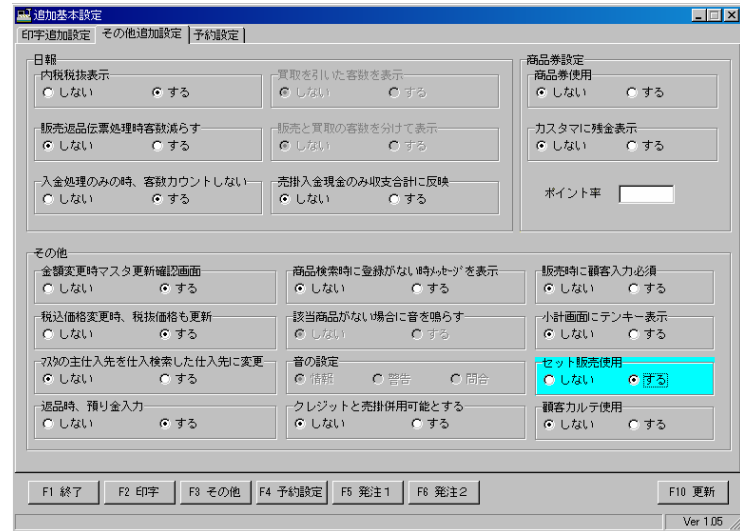 追加基本設定
印字追加設定 その他追加設定 予約設定
日報
内税税抜表示
しない する
買取を引いた客数を表示
しない する
販売返品伝票処理時客数減らす
しない する
販売と買取の客数を分けて表示
しない する
入金処理のみの時、客数カウントしない
しない する
売掛入金現金のみ収支合計に反映
しない する
商品券設定
商品券使用
しない する
カスタマに残金表示
しない する
ポイント率
その他
金額変更時マスタ更新確認画面
しない する
商品検索時に登録がない時ﾒｯｾｰｼﾞを表示
しない する
販売時に顧客入力必須
しない する
税込価格変更時、税抜価格も更新
しない する
該当商品がない場合に音を鳴らす
しない する
小計画面にテンキー表示
しない する
ﾏｽﾀの主仕入先を仕入検索した仕入先に変更
しない する
音の設定
情報 警告 問合
セット販売使用
しない する
返品時、預り金入力
しない する
クレジットと売掛併用可能とする
しない する
顧客カルテ使用
しない する
F1 終了 F2 印字 F3 その他 F4 予約設定 F5 発注1 F6 発注2 F10 更新
Ver 1.05